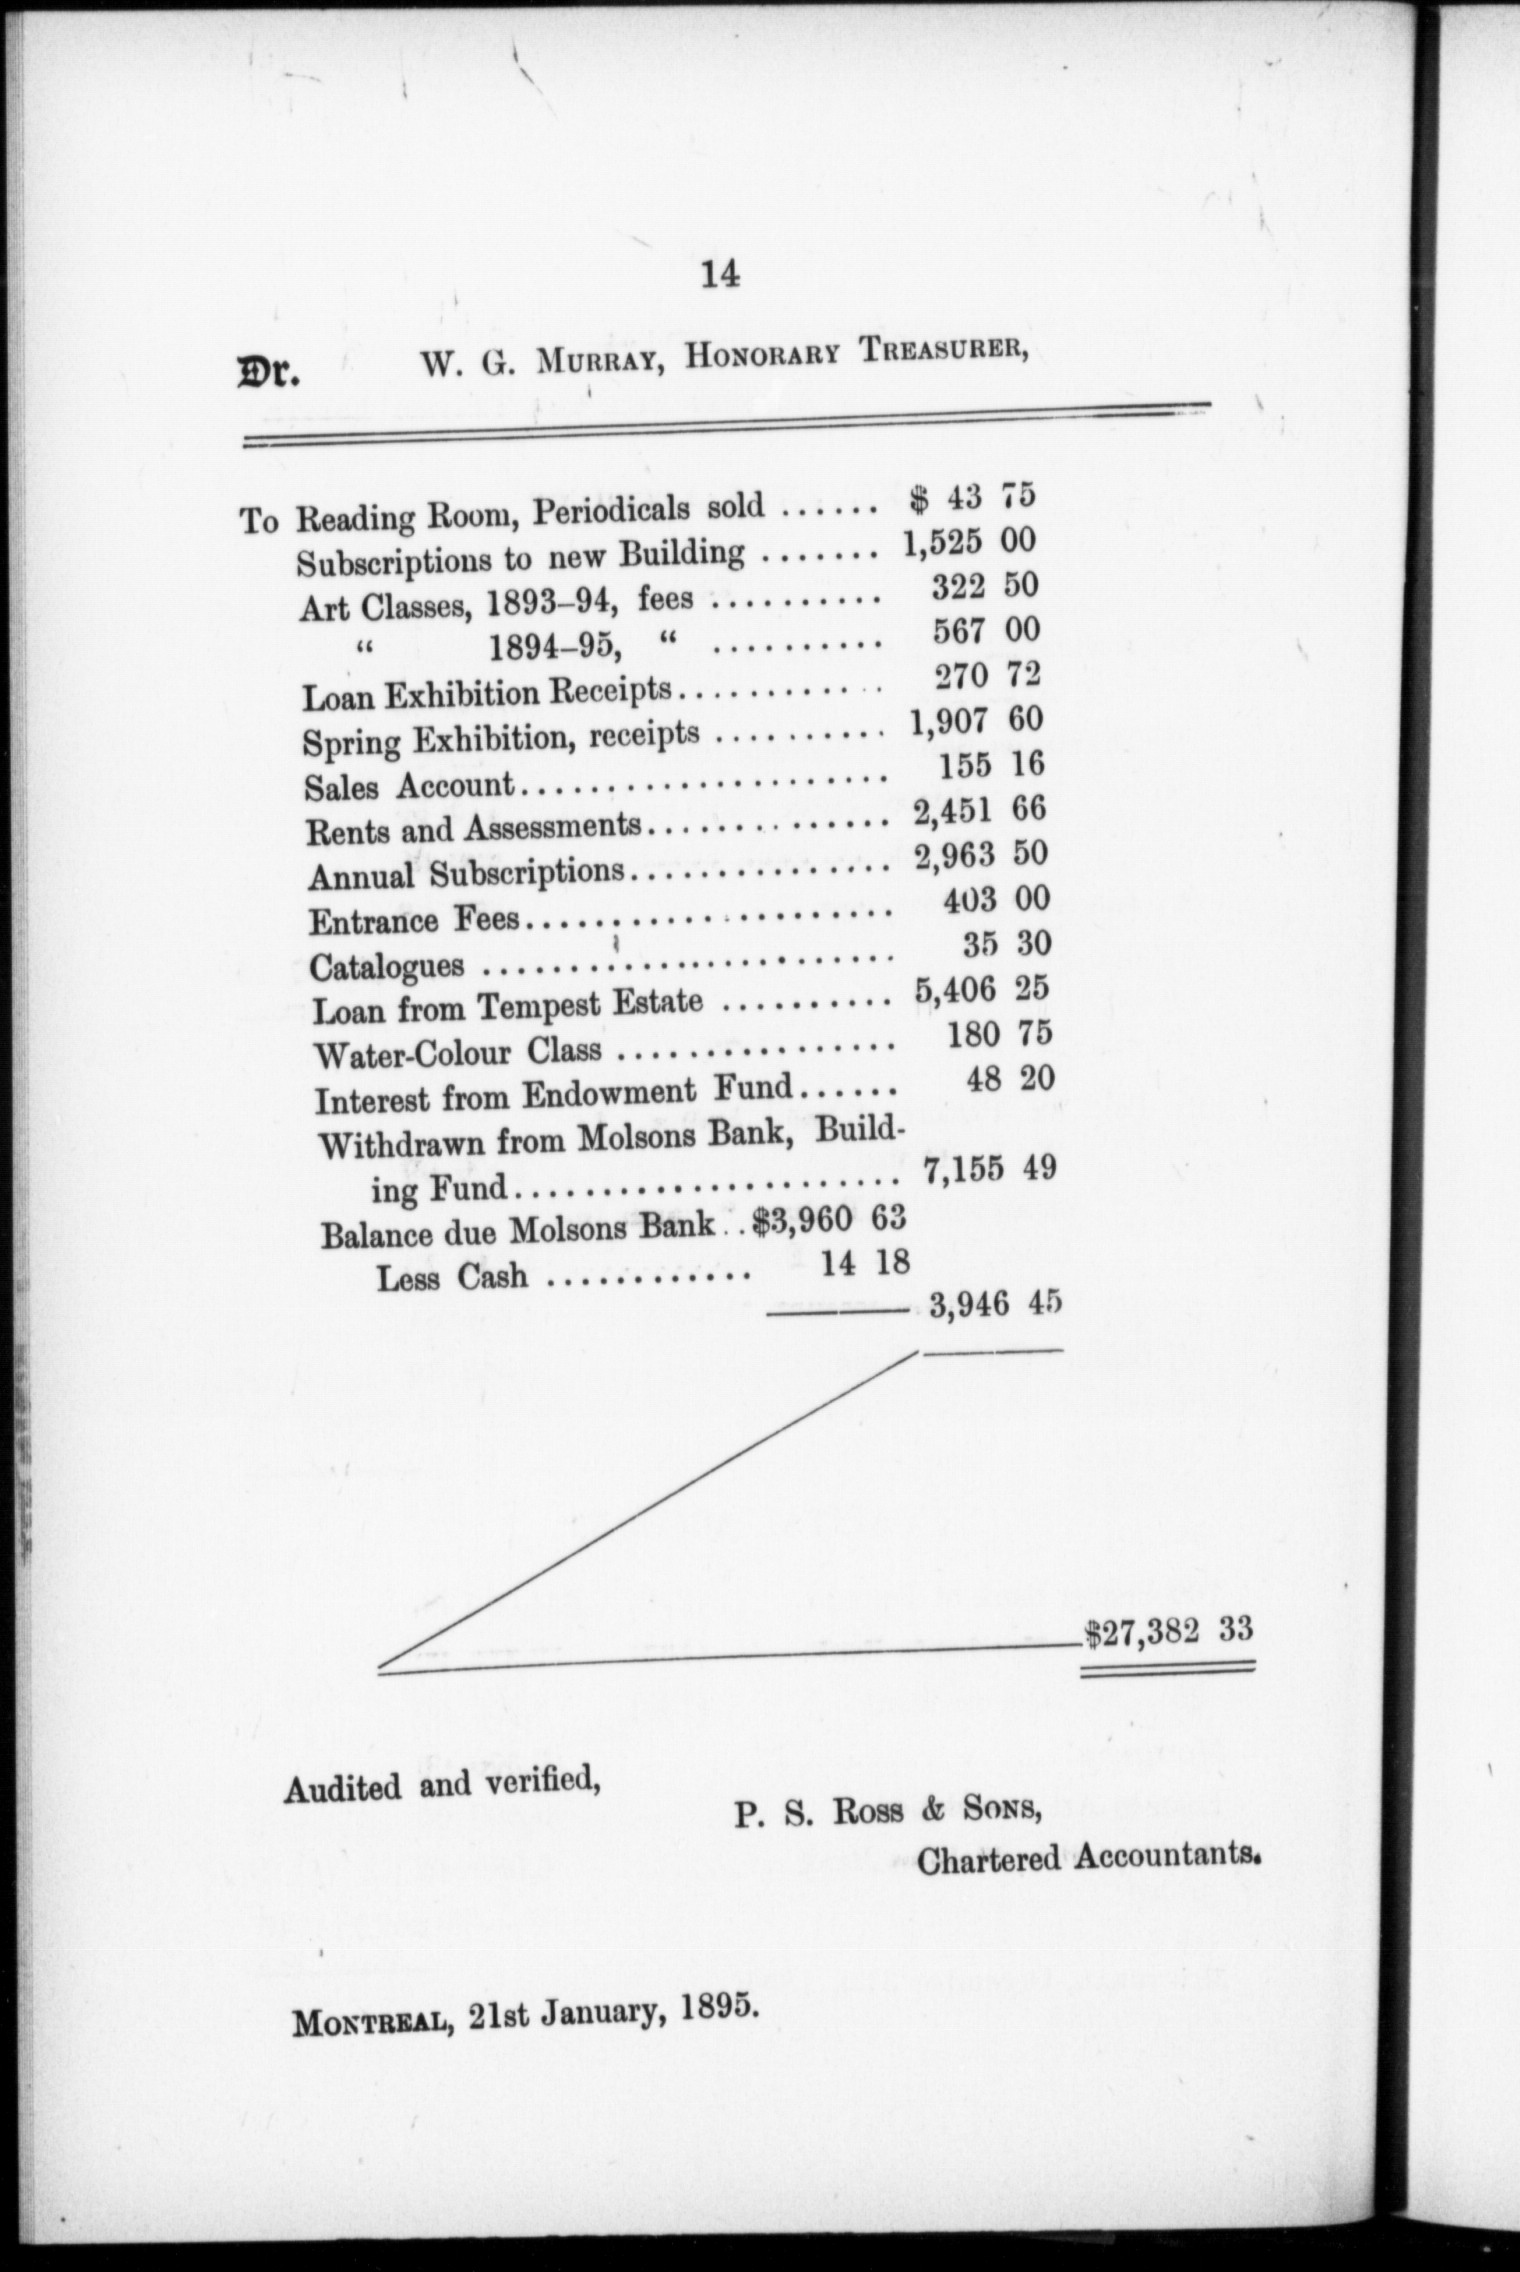 14
Dr. W. G. MURRAY, HONORARY TREASURER,
To Reading Room, Periodicals sold ...... $ 43 75
Subscriptions to new Building ....... 1,525 00
Art Classes, 1893–94, fees .......... 322 50
“ 1894–95, “ .......... 567 00
Loan Exhibition Receipts............ 270 72
Spring Exhibition, receipts .......... 1,907 60
Sales Account..................... 155 16
Rents and Assessments.............. 2,451 66
Annual Subscriptions............... 2,963 50
Entrance Fees..................... 403 00
Catalogues ........................ 35 30
Loan from Tempest Estate .......... 5,406 25
Water-Colour Class ................ 180 75
Interest from Endowment Fund...... 48 20
Withdrawn from Molsons Bank, Build-
ing Fund...................... 7,155 49
Balance due Molsons Bank .. $3,960 63
Less Cash ............ 14 18
3,946 45
$27,382 33
Audited and verified,
P. S. ROSS & SONS,
Chartered Accountants.
MONTREAL, 21st January, 1895.